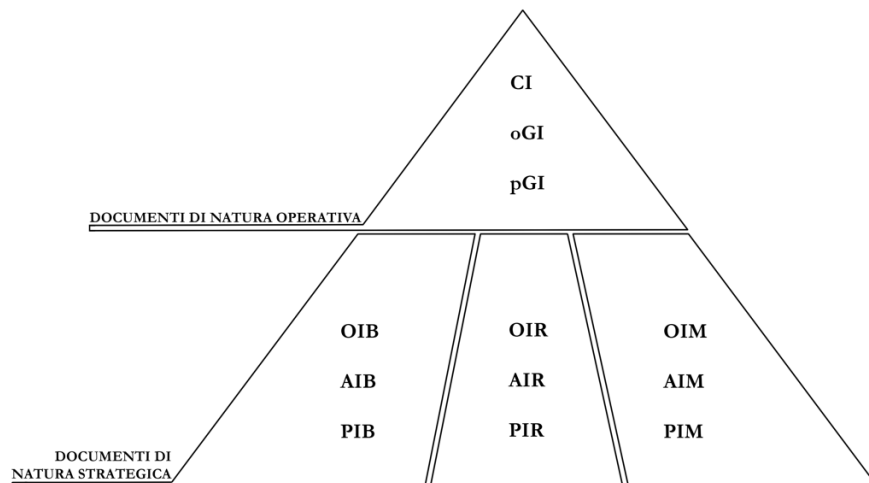 CI
oGI
pGI
DOCUMENTI DI NATURA OPERATIVA
OIB
AIB
PIB
OIR
AIR
PIR
OIM
AIM
PIM
DOCUMENTI DI
NATURA STRATEGICA